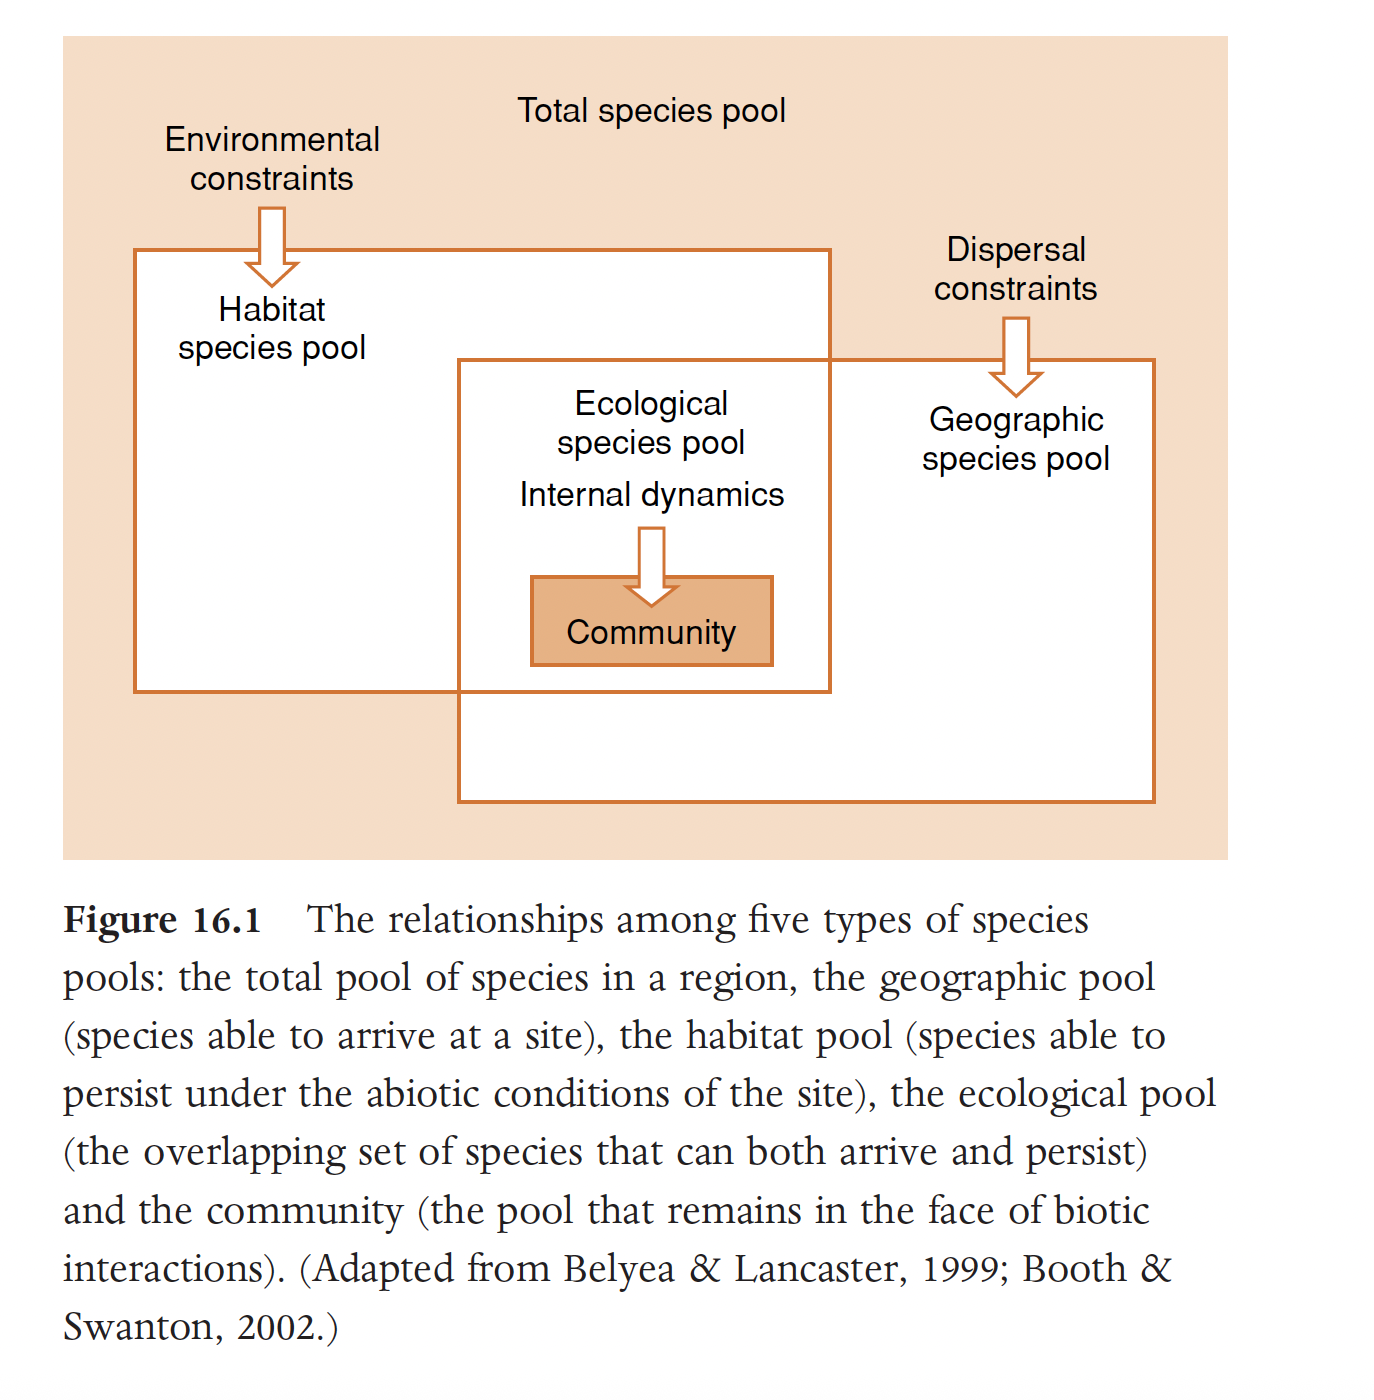 Total species pool
Environmental
constraints
Dispersal
constraints
Habitat
species pool
Ecological
species pool
Geographic
species pool
Internal dynamics
Community
Figure 16.1 The relationships among five types of species
pools: the total pool of species in a region, the geographic pool
(species able to arrive at a site), the habitat pool (species able to
persist under the abiotic conditions of the site), the ecological pool
(the overlapping set of species that can both arrive and persist)
and the community (the pool that remains in the face of biotic
interactions). (Adapted from Belyea & Lancaster, 1999; Booth &
Swanton, 2002.)